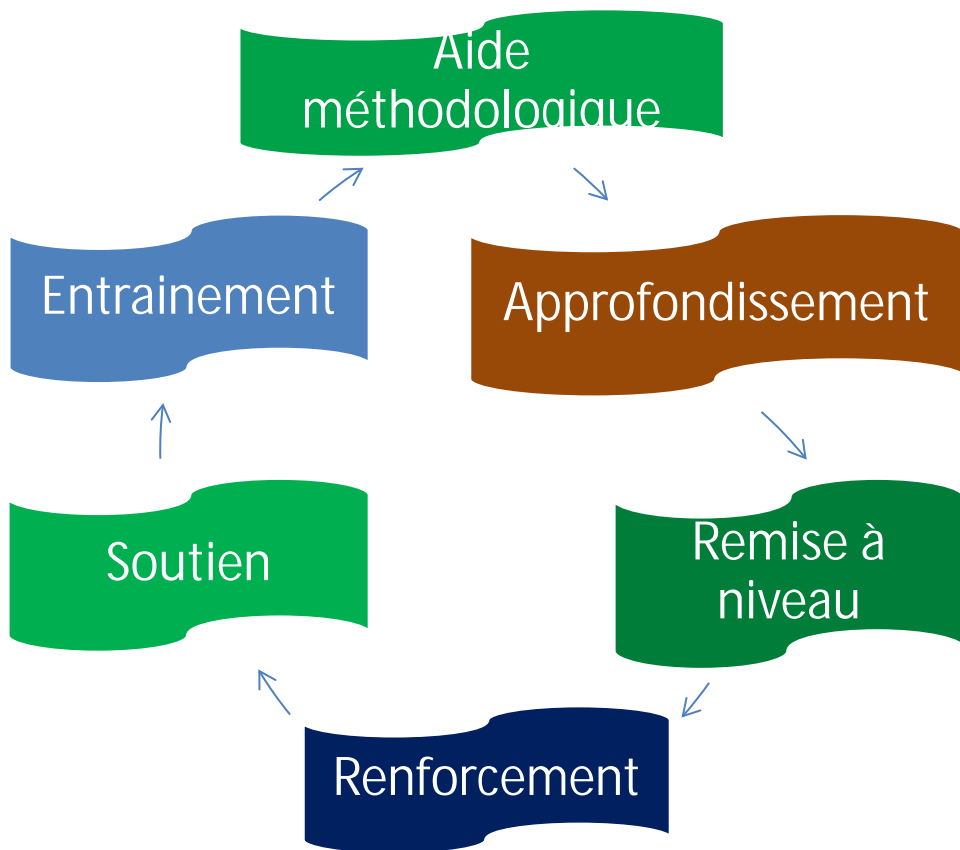 Aide
méthodologique
Approfondissement
Remise à
niveau
Renforcement
Soutien
Entrainement